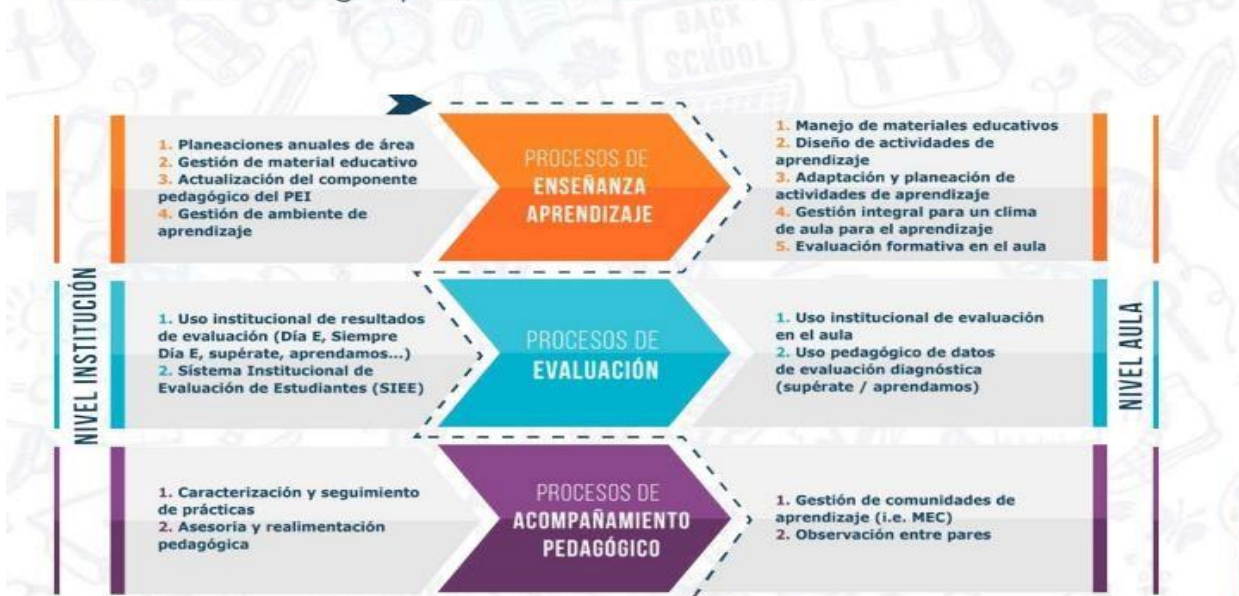 BACK
TO
SCHOOL
NIVEL INSTITUCIÓN
1. Planeaciones anuales de área
2. Gestión de material educativo
3. Actualización del componente
pedagógico del PEI
4. Gestión de ambiente de
aprendizaje
PROCESOS DE
ENSEÑANZA
APRENDIZAJE
1. Manejo de materiales educativos
2. Diseño de actividades de
aprendizaje
3. Adaptación y planeación de
actividades de aprendizaje
4. Gestión integral para un clima
de aula para el aprendizaje
5. Evaluación formativa en el aula
1. Uso institucional de resultados
de evaluación (Día E, Siempre
Día E, supérate, aprendamos...)
2. Sistema Institucional de
Evaluación de Estudiantes (SIEE)
PROCESOS DE
EVALUACIÓN
1. Uso institucional de evaluación
en el aula
2. Uso pedagógico de datos
de evaluación diagnóstica
(supérate / aprendamos)
NIVEL AULA
1. Caracterización y seguimiento
de prácticas
2. Asesoria y realimentación
pedagógica
PROCESOS DE
ACOMPAÑAMIENTO
PEDAGÓGICO
1. Gestión de comunidades de
aprendizaje (i.e. MEC)
2. Observación entre pares